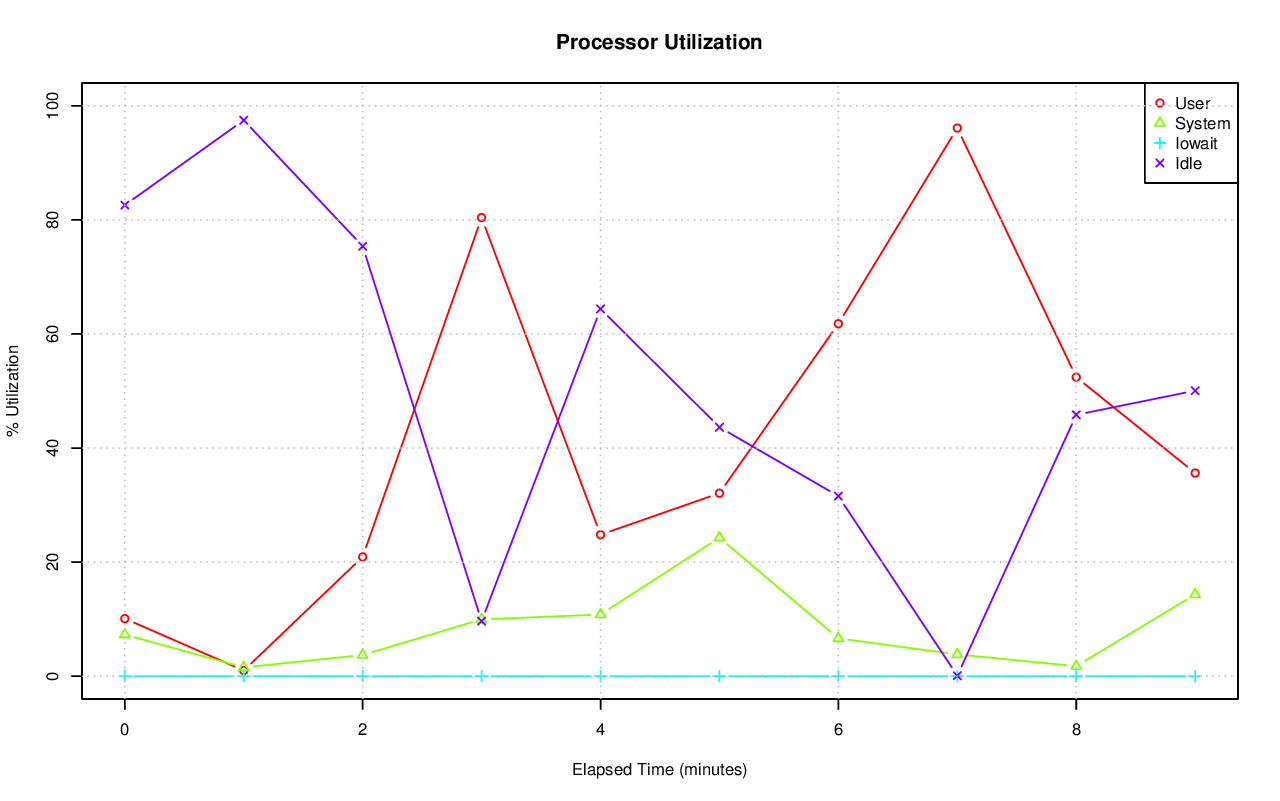 Processor Utilization
User
System
Iowait
Idle
% Utilization
100
80
60
40
20
0
0 2 4 6 8
Elapsed Time (minutes)